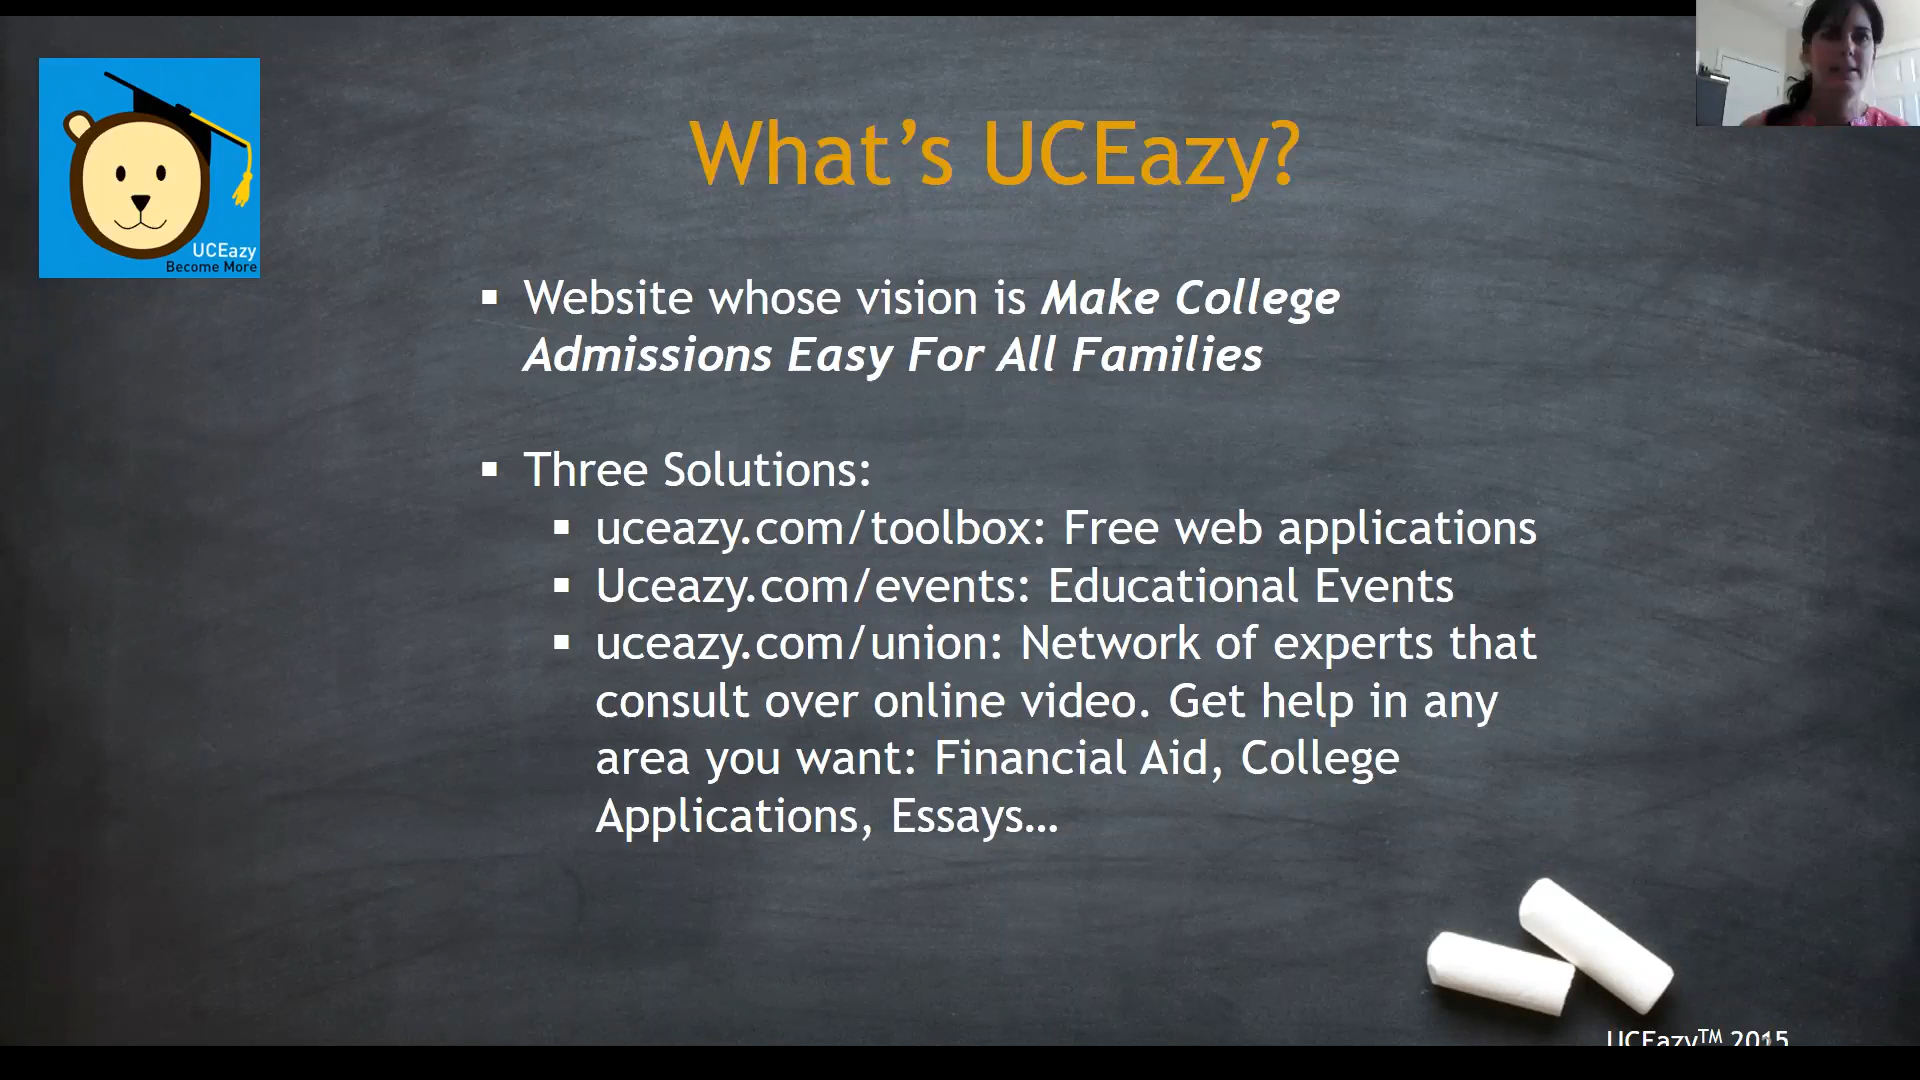 What's UCEazy?
UCEazy
Become More
▪ Website whose vision is Make College
Admissions Easy For All Families
▪ Three Solutions:
▪ uceazy.com/toolbox: Free web applications
▪ Uceazy.com/events: Educational Events
▪ uceazy.com/union: Network of experts that
consult over online video. Get help in any
area you want: Financial Aid, College
Applications, Essays…
UCEazy™ 2015